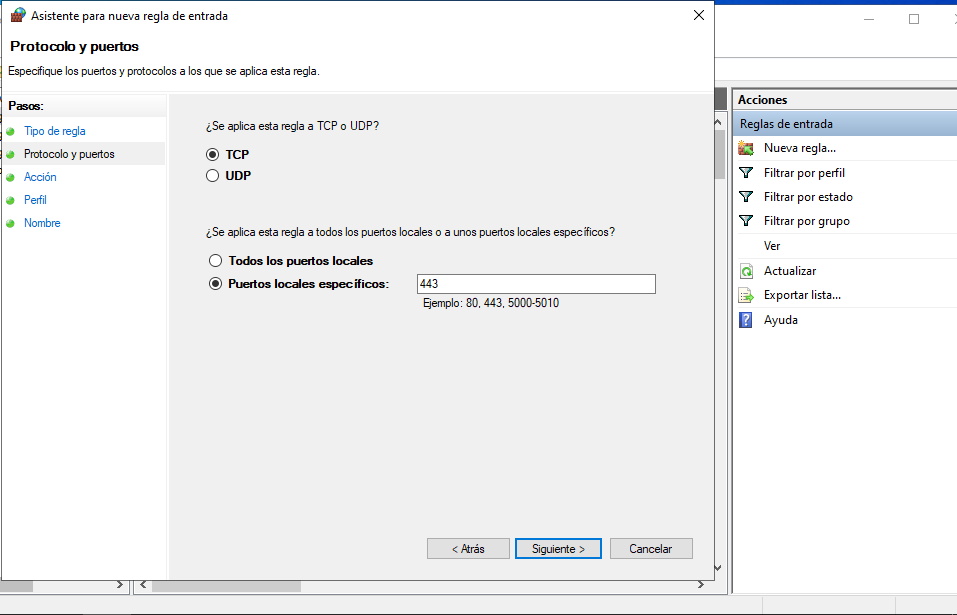 Asistente para nueva regla de entrada
Protocolo y puertos
Especifique los puertos y protocolos a los que se aplica esta regla.
Pasos:
Tipo de regla
Protocolo y puertos
Acción
Perfil
Nombre
¿Se aplica esta regla a TCP o UDP?
TCP
UDP
¿Se aplica esta regla a todos los puertos locales o a unos puertos locales específicos?
Todos los puertos locales
Puertos locales específicos:
443
Ejemplo: 80, 443, 5000-5010
< Atrás
Siguiente >
Cancelar
Acciones
Reglas de entrada
Nueva regla...
Filtrar por perfil
Filtrar por estado
Filtrar por grupo
Ver
Actualizar
Exportar lista...
Ayuda